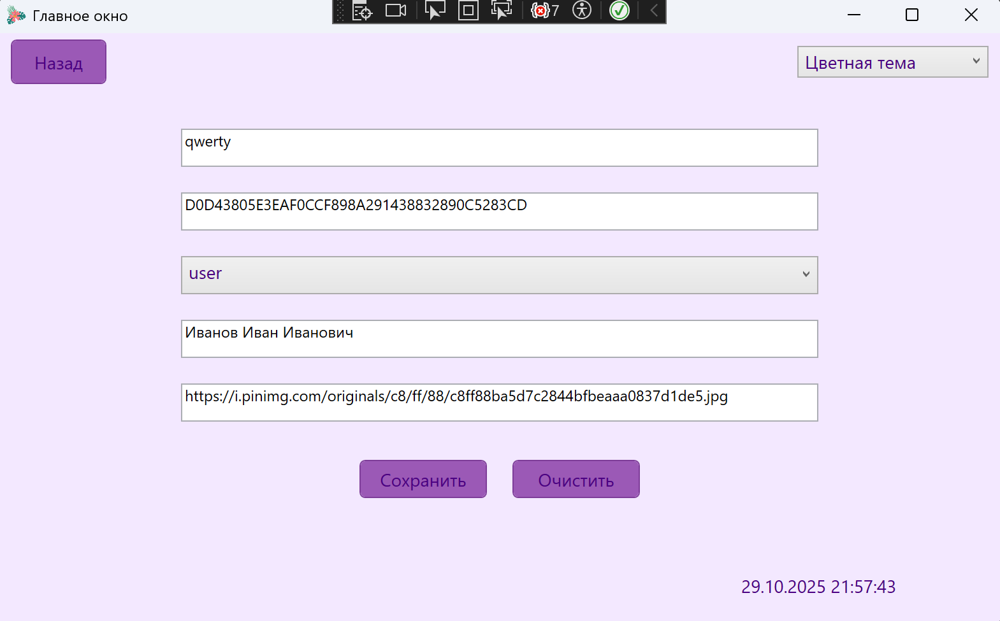 Главное окно
7
Назад
Цветная тема
qwerty
D0D43805E3EAF0CCF898A291438832890C5283CD
user
Иванов Иван Иванович
https://i.pinimg.com/originals/c8/ff/88/c8ff88ba5d7c2844bfbeaaa0837d1de5.jpg
Сохранить
Очистить
29.10.2025 21:57:43